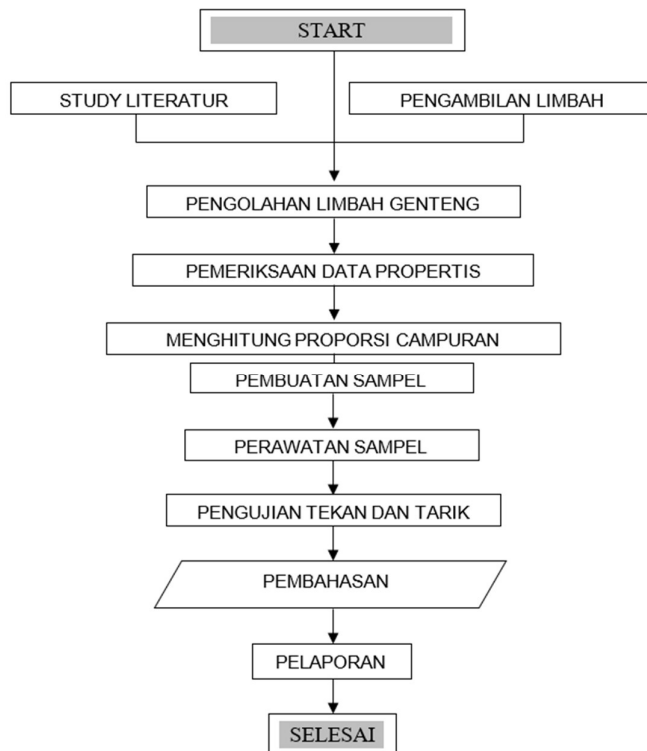 START
STUDY LITERATUR
PENGAMBILAN LIMBAH
PENGOLAHAN LIMBAH GENTENG
PEMERIKSAAN DATA PROPERTIS
MENGHITUNG PROPORSI CAMPURAN
PEMBUATAN SAMPEL
PERAWATAN SAMPEL
PENGUJIAN TEKAN DAN TARIK
PEMBAHASAN
PELAPORAN
SELESAI